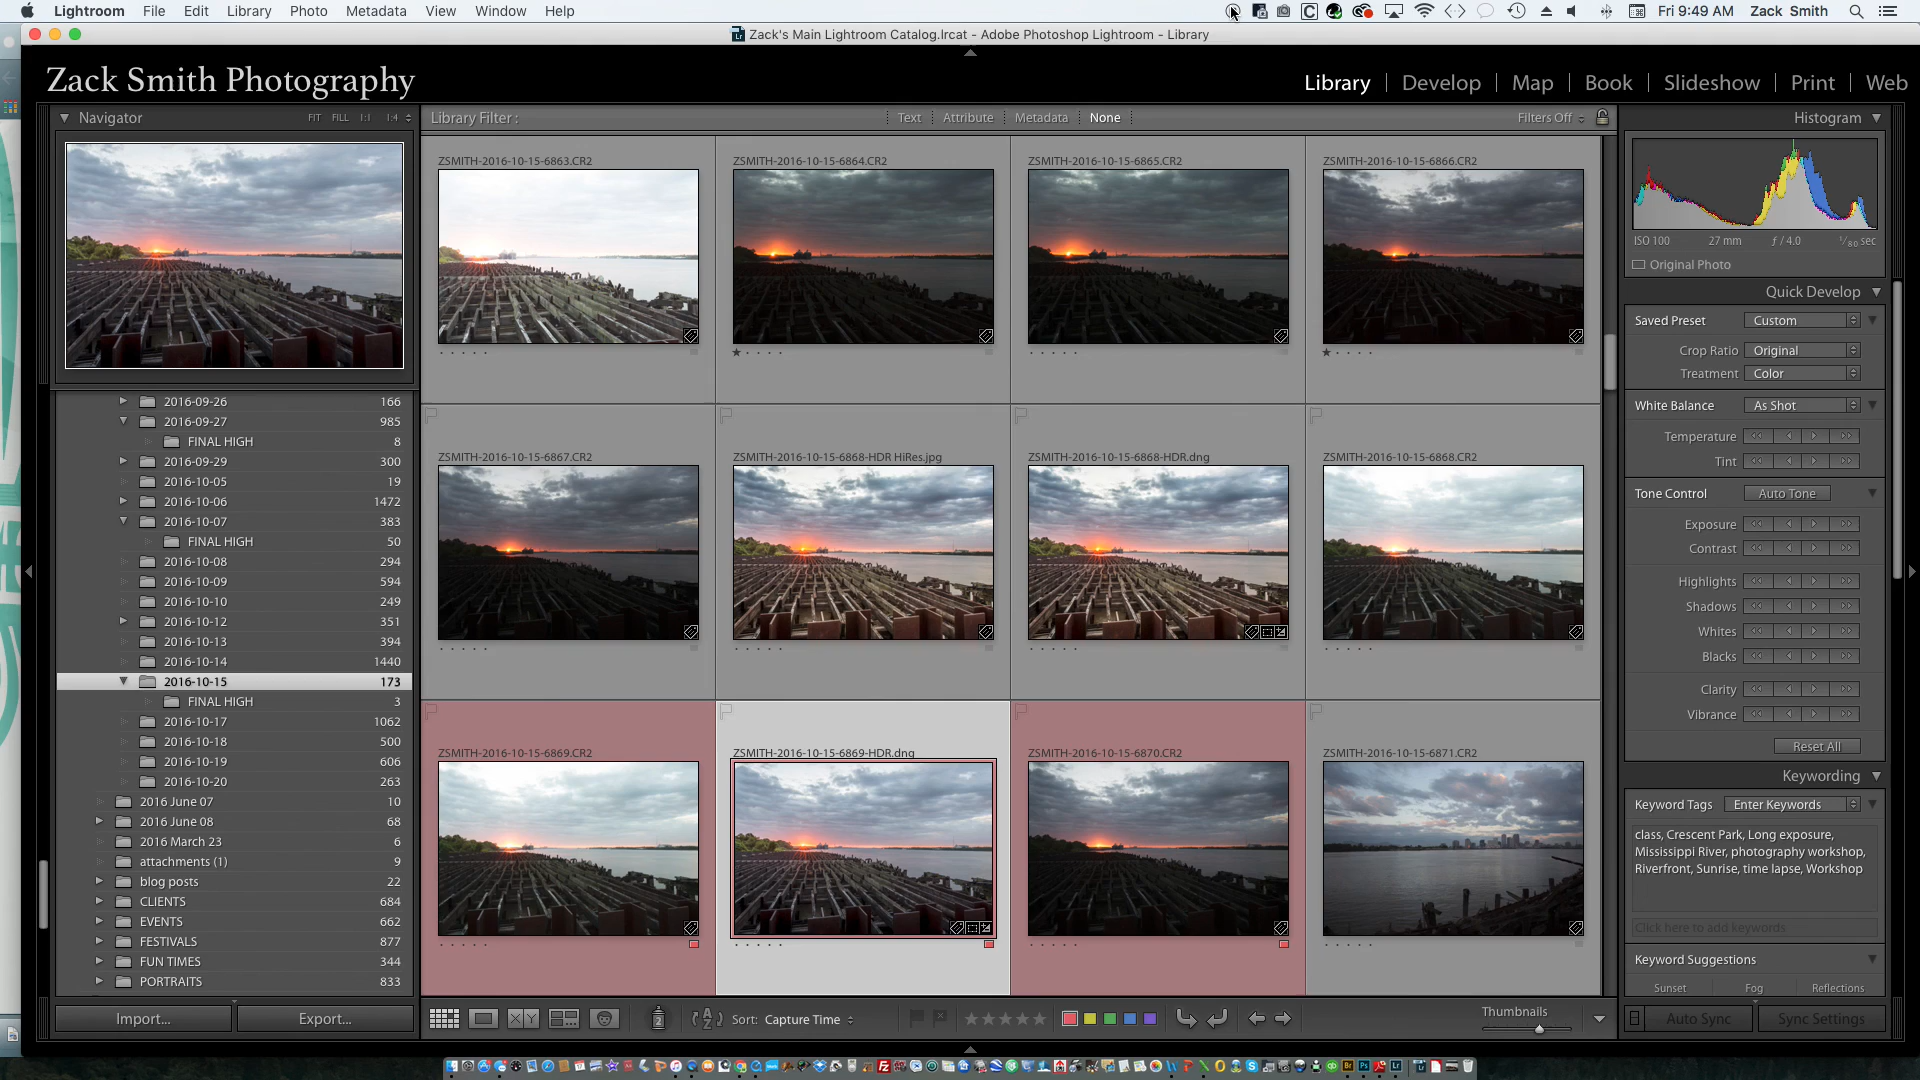 Lightroom File Edit Library Photo Metadata View Window Help Fri 9:49 AM Zack Smith
Zack's Main Lightroom Catalog.lrcat - Adobe Photoshop Lightroom - Library
Zack Smith Photography
Library | Develop | Map | Book | Slideshow | Print | Web
Navigator FIT FILL 1:1 1:4
Library Filter : Text Attribute Metadata None Filters Off
Histogram
ZSMITH-2016-10-15-6863.CR2 ZSMITH-2016-10-15-6864.CR2 ZSMITH-2016-10-15-6865.CR2 ZSMITH-2016-10-15-6866.CR2
ISO 100 27 mm ƒ / 4.0 1/80 sec
Original Photo
Quick Develop
Saved Preset Custom
Crop Ratio Original
Treatment Color
White Balance As Shot
Temperature
Tint
Tone Control Auto Tone
Exposure
Contrast
Highlights
Shadows
Whites
Blacks
Clarity
Vibrance
Reset All
Keywording
Keyword Tags Enter Keywords
class, Crescent Park, Long exposure,
Mississippi River, photography workshop,
Riverfront, Sunrise, time lapse, Workshop
Click here to add keywords
Keyword Suggestions
Sunset Fog Reflections
Auto Sync Sync Settings
ZSMITH-2016-10-15-6867.CR2 ZSMITH-2016-10-15-6868-HDR HiRes.jpg ZSMITH-2016-10-15-6868-HDR.dng ZSMITH-2016-10-15-6868.CR2
ZSMITH-2016-10-15-6869.CR2 ZSMITH-2016-10-15-6869-HDR.dng ZSMITH-2016-10-15-6870.CR2 ZSMITH-2016-10-15-6871.CR2
2016-09-26 166
2016-09-27 985
FINAL HIGH 8
2016-09-29 300
2016-10-05 19
2016-10-06 1472
2016-10-07 383
FINAL HIGH 50
2016-10-08 294
2016-10-09 594
2016-10-10 249
2016-10-12 351
2016-10-13 394
2016-10-14 1440
2016-10-15 173
FINAL HIGH 3
2016-10-17 1062
2016-10-18 500
2016-10-19 606
2016-10-20 263
2016 June 07 10
2016 June 08 68
2016 March 23 6
attachments (1) 9
blog posts 22
CLIENTS 684
EVENTS 662
FESTIVALS 877
FUN TIMES 344
PORTRAITS 833
Import... Export...
Sort: Capture Time
Thumbnails